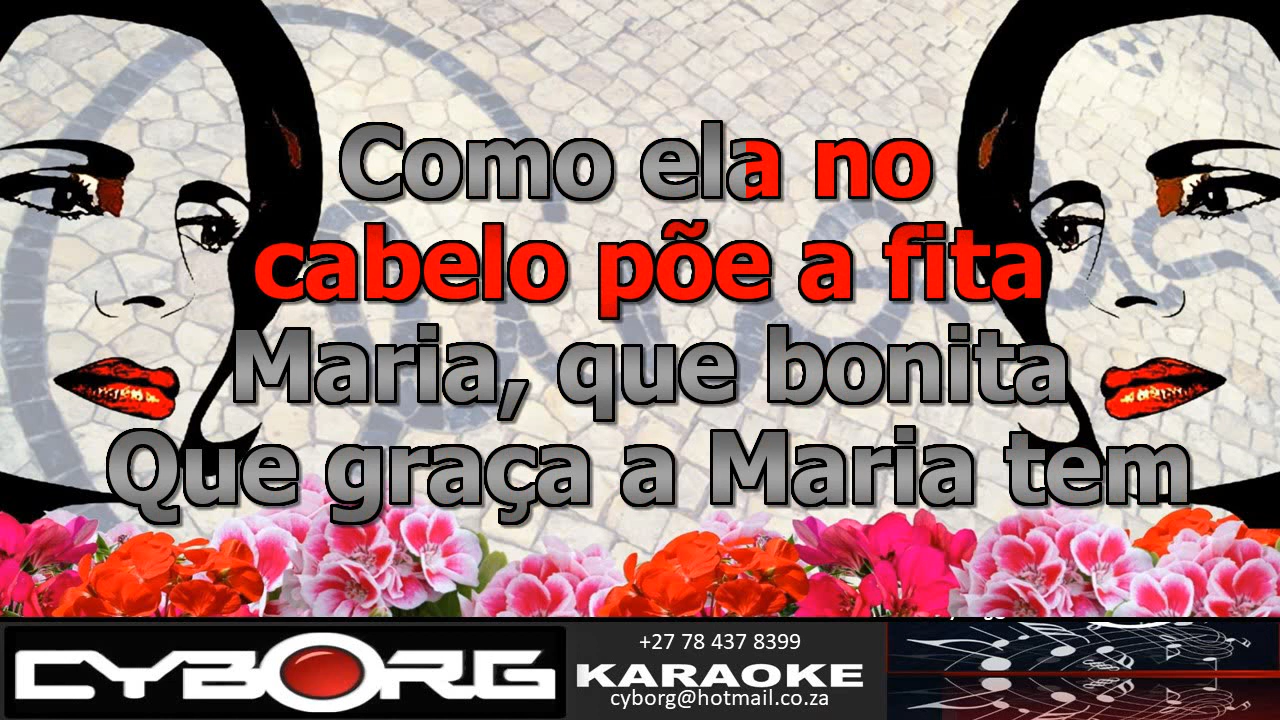 Como ela no
cabelo põe a fita
Maria, que bonita
Que graça a Maria tem
CYBORG
+27 78 437 8399
KARAOKE
cyborg@hotmail.co.za